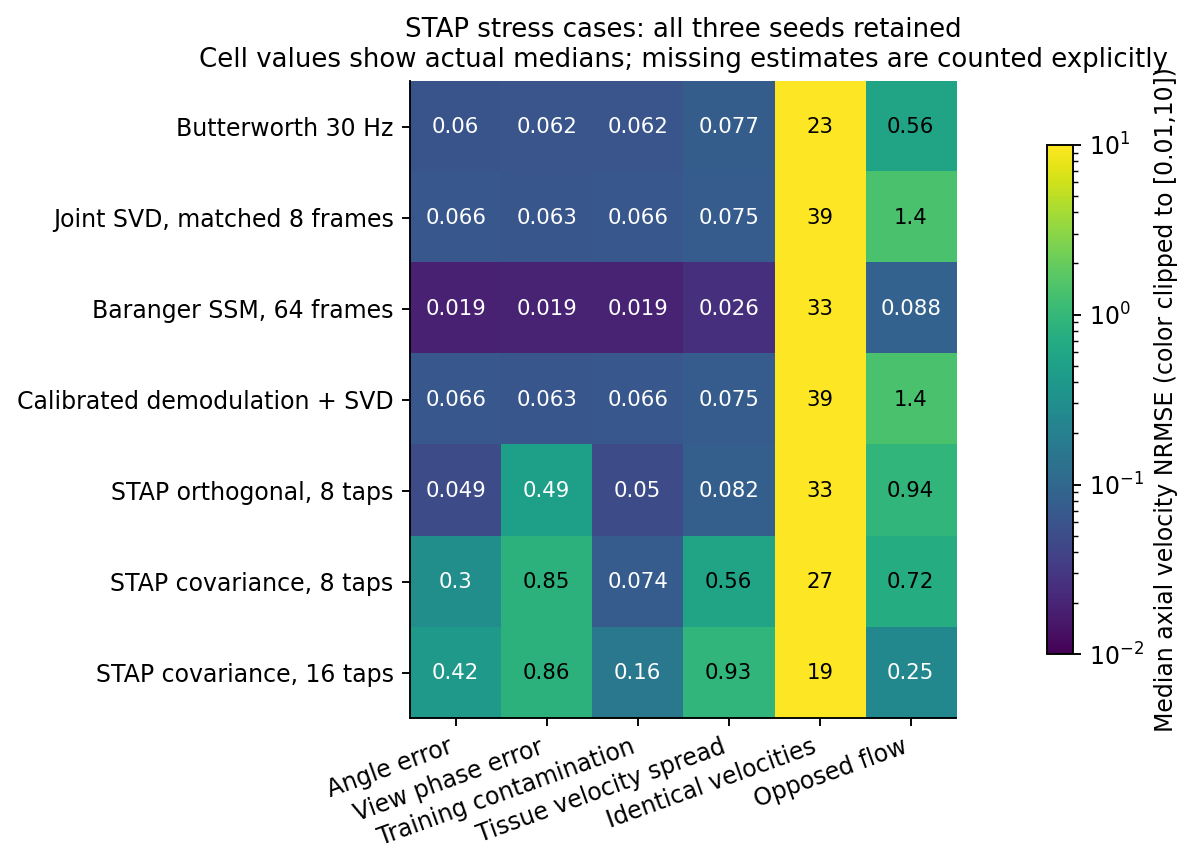 STAP stress cases: all three seeds retained
Cell values show actual medians; missing estimates are counted explicitly
Butterworth 30 Hz 0.06 0.062 0.062 0.077 23 0.56
Joint SVD, matched 8 frames 0.066 0.063 0.066 0.075 39 1.4
Baranger SSM, 64 frames 0.019 0.019 0.019 0.026 33 0.088
Calibrated demodulation + SVD 0.066 0.063 0.066 0.075 39 1.4
STAP orthogonal, 8 taps 0.049 0.49 0.05 0.082 33 0.94
STAP covariance, 8 taps 0.3 0.85 0.074 0.56 27 0.72
STAP covariance, 16 taps 0.42 0.86 0.16 0.93 19 0.25
Angle error
View phase error
Training contamination
Tissue velocity spread
Identical velocities
Opposed flow
10¹
10⁰
10⁻¹
10⁻²
Median axial velocity NRMSE (color clipped to [0.01,10])